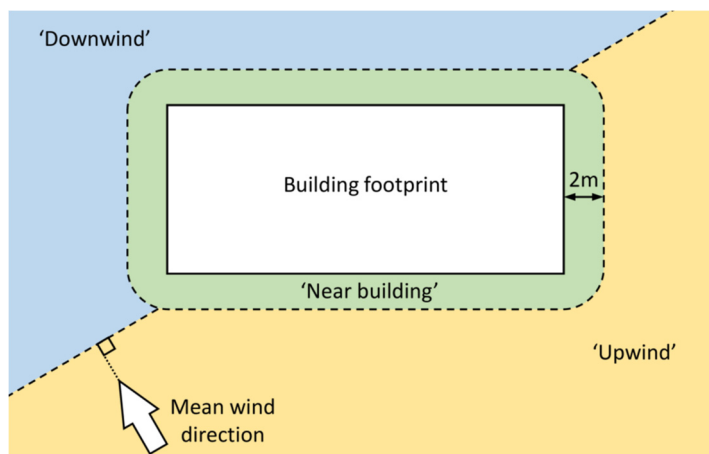 ‘Downwind’
Building footprint
2m
‘Near building’
‘Upwind’
Mean wind
direction